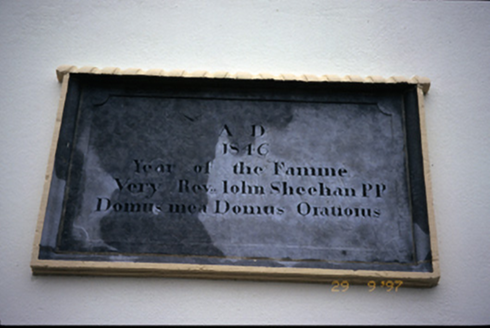 A D
1846
Year of the Famine
Very Rev. John Sheehan PP
Domus mea Domus Orationis
29 9 '97